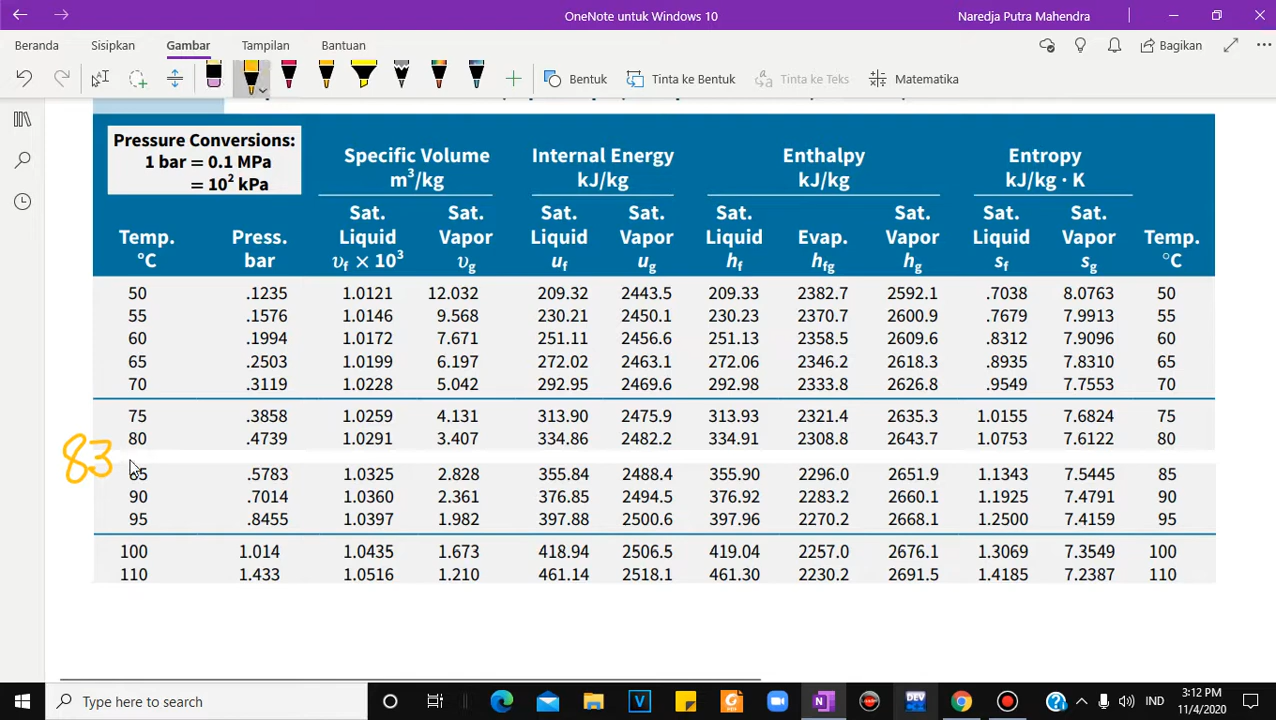 OneNote untuk Windows 10
Naredja Putra Mahendra
Beranda Sisipkan Gambar Tampilan Bantuan
Bagikan
Bentuk Tinta ke Bentuk Tinta ke Teks Matematika
Pressure Conversions:
1 bar = 0.1 MPa
= 10² kPa
Specific Volume Internal Energy Enthalpy Entropy
m³/kg kJ/kg kJ/kg kJ/kg · K
Sat. Sat. Sat. Sat. Sat. Sat. Sat. Sat.
Temp. Press. Liquid Vapor Liquid Vapor Liquid Evap. Vapor Liquid Vapor Temp.
°C bar υf × 10³ υg uf ug hf hfg hg sf sg °C
50 .1235 1.0121 12.032 209.32 2443.5 209.33 2382.7 2592.1 .7038 8.0763 50
55 .1576 1.0146 9.568 230.21 2450.1 230.23 2370.7 2600.9 .7679 7.9913 55
60 .1994 1.0172 7.671 251.11 2456.6 251.13 2358.5 2609.6 .8312 7.9096 60
65 .2503 1.0199 6.197 272.02 2463.1 272.06 2346.2 2618.3 .8935 7.8310 65
70 .3119 1.0228 5.042 292.95 2469.6 292.98 2333.8 2626.8 .9549 7.7553 70
75 .3858 1.0259 4.131 313.90 2475.9 313.93 2321.4 2635.3 1.0155 7.6824 75
80 .4739 1.0291 3.407 334.86 2482.2 334.91 2308.8 2643.7 1.0753 7.6122 80
83
85 .5783 1.0325 2.828 355.84 2488.4 355.90 2296.0 2651.9 1.1343 7.5445 85
90 .7014 1.0360 2.361 376.85 2494.5 376.92 2283.2 2660.1 1.1925 7.4791 90
95 .8455 1.0397 1.982 397.88 2500.6 397.96 2270.2 2668.1 1.2500 7.4159 95
100 1.014 1.0435 1.673 418.94 2506.5 419.04 2257.0 2676.1 1.3069 7.3549 100
110 1.433 1.0516 1.210 461.14 2518.1 461.30 2230.2 2691.5 1.4185 7.2387 110
Type here to search
IND
3:12 PM
11/4/2020